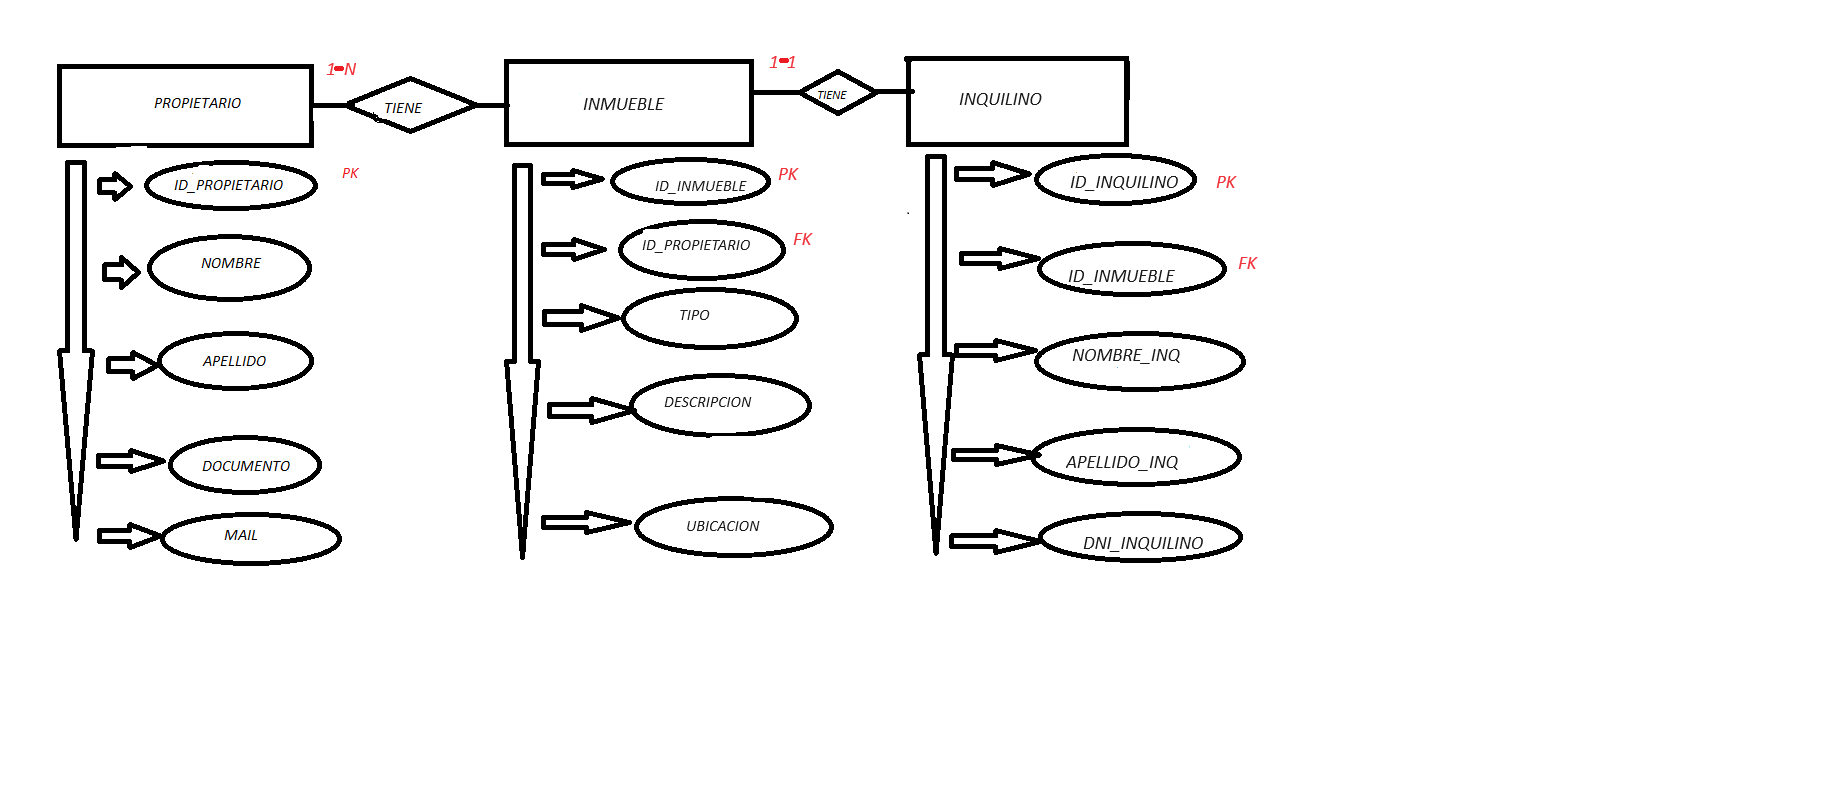 PROPIETARIO
1-N
TIENE
INMUEBLE
1-1
TIENE
INQUILINO
ID_PROPIETARIO
PK
NOMBRE
APELLIDO
DOCUMENTO
MAIL
ID_INMUEBLE
PK
ID_PROPIETARIO
FK
TIPO
DESCRIPCION
UBICACION
ID_INQUILINO
PK
ID_INMUEBLE
FK
NOMBRE_INQ
APELLIDO_INQ
DNI_INQUILINO